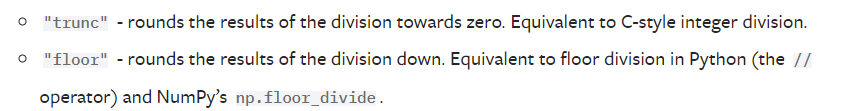 "trunc" - rounds the results of the division towards zero. Equivalent to C-style integer division.
"floor" - rounds the results of the division down. Equivalent to floor division in Python (the //
operator) and NumPy’s np.floor_divide.